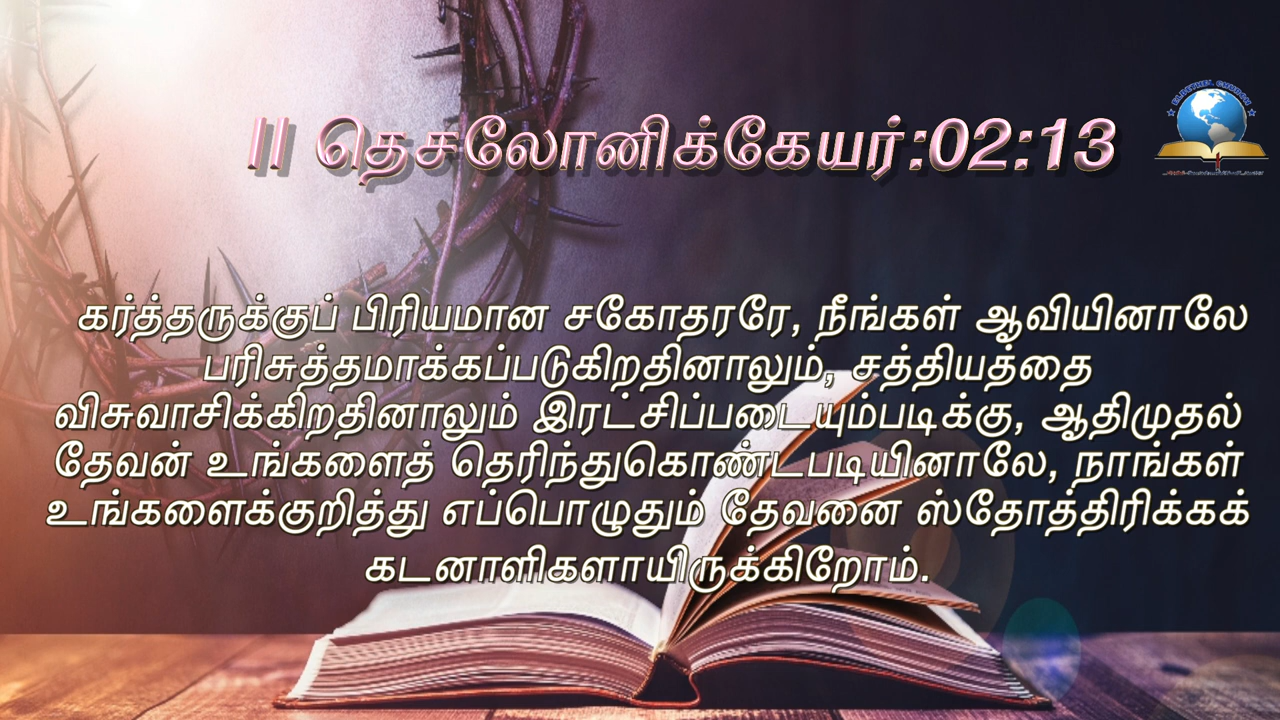 II தெசலோனிக்கேயர்:02:13
கர்த்தருக்குப் பிரியமான சகோதரரே, நீங்கள் ஆவியினாலே
பரிசுத்தமாக்கப்படுகிறதினாலும், சத்தியத்தை
விசுவாசிக்கிறதினாலும் இரட்சிப்படையும்படிக்கு, ஆதிமுதல்
தேவன் உங்களைத் தெரிந்துகொண்டபடியினாலே, நாங்கள்
உங்களைக்குறித்து எப்பொழுதும் தேவனை ஸ்தோத்திரிக்கக்
கடனாளிகளாயிருக்கிறோம்.